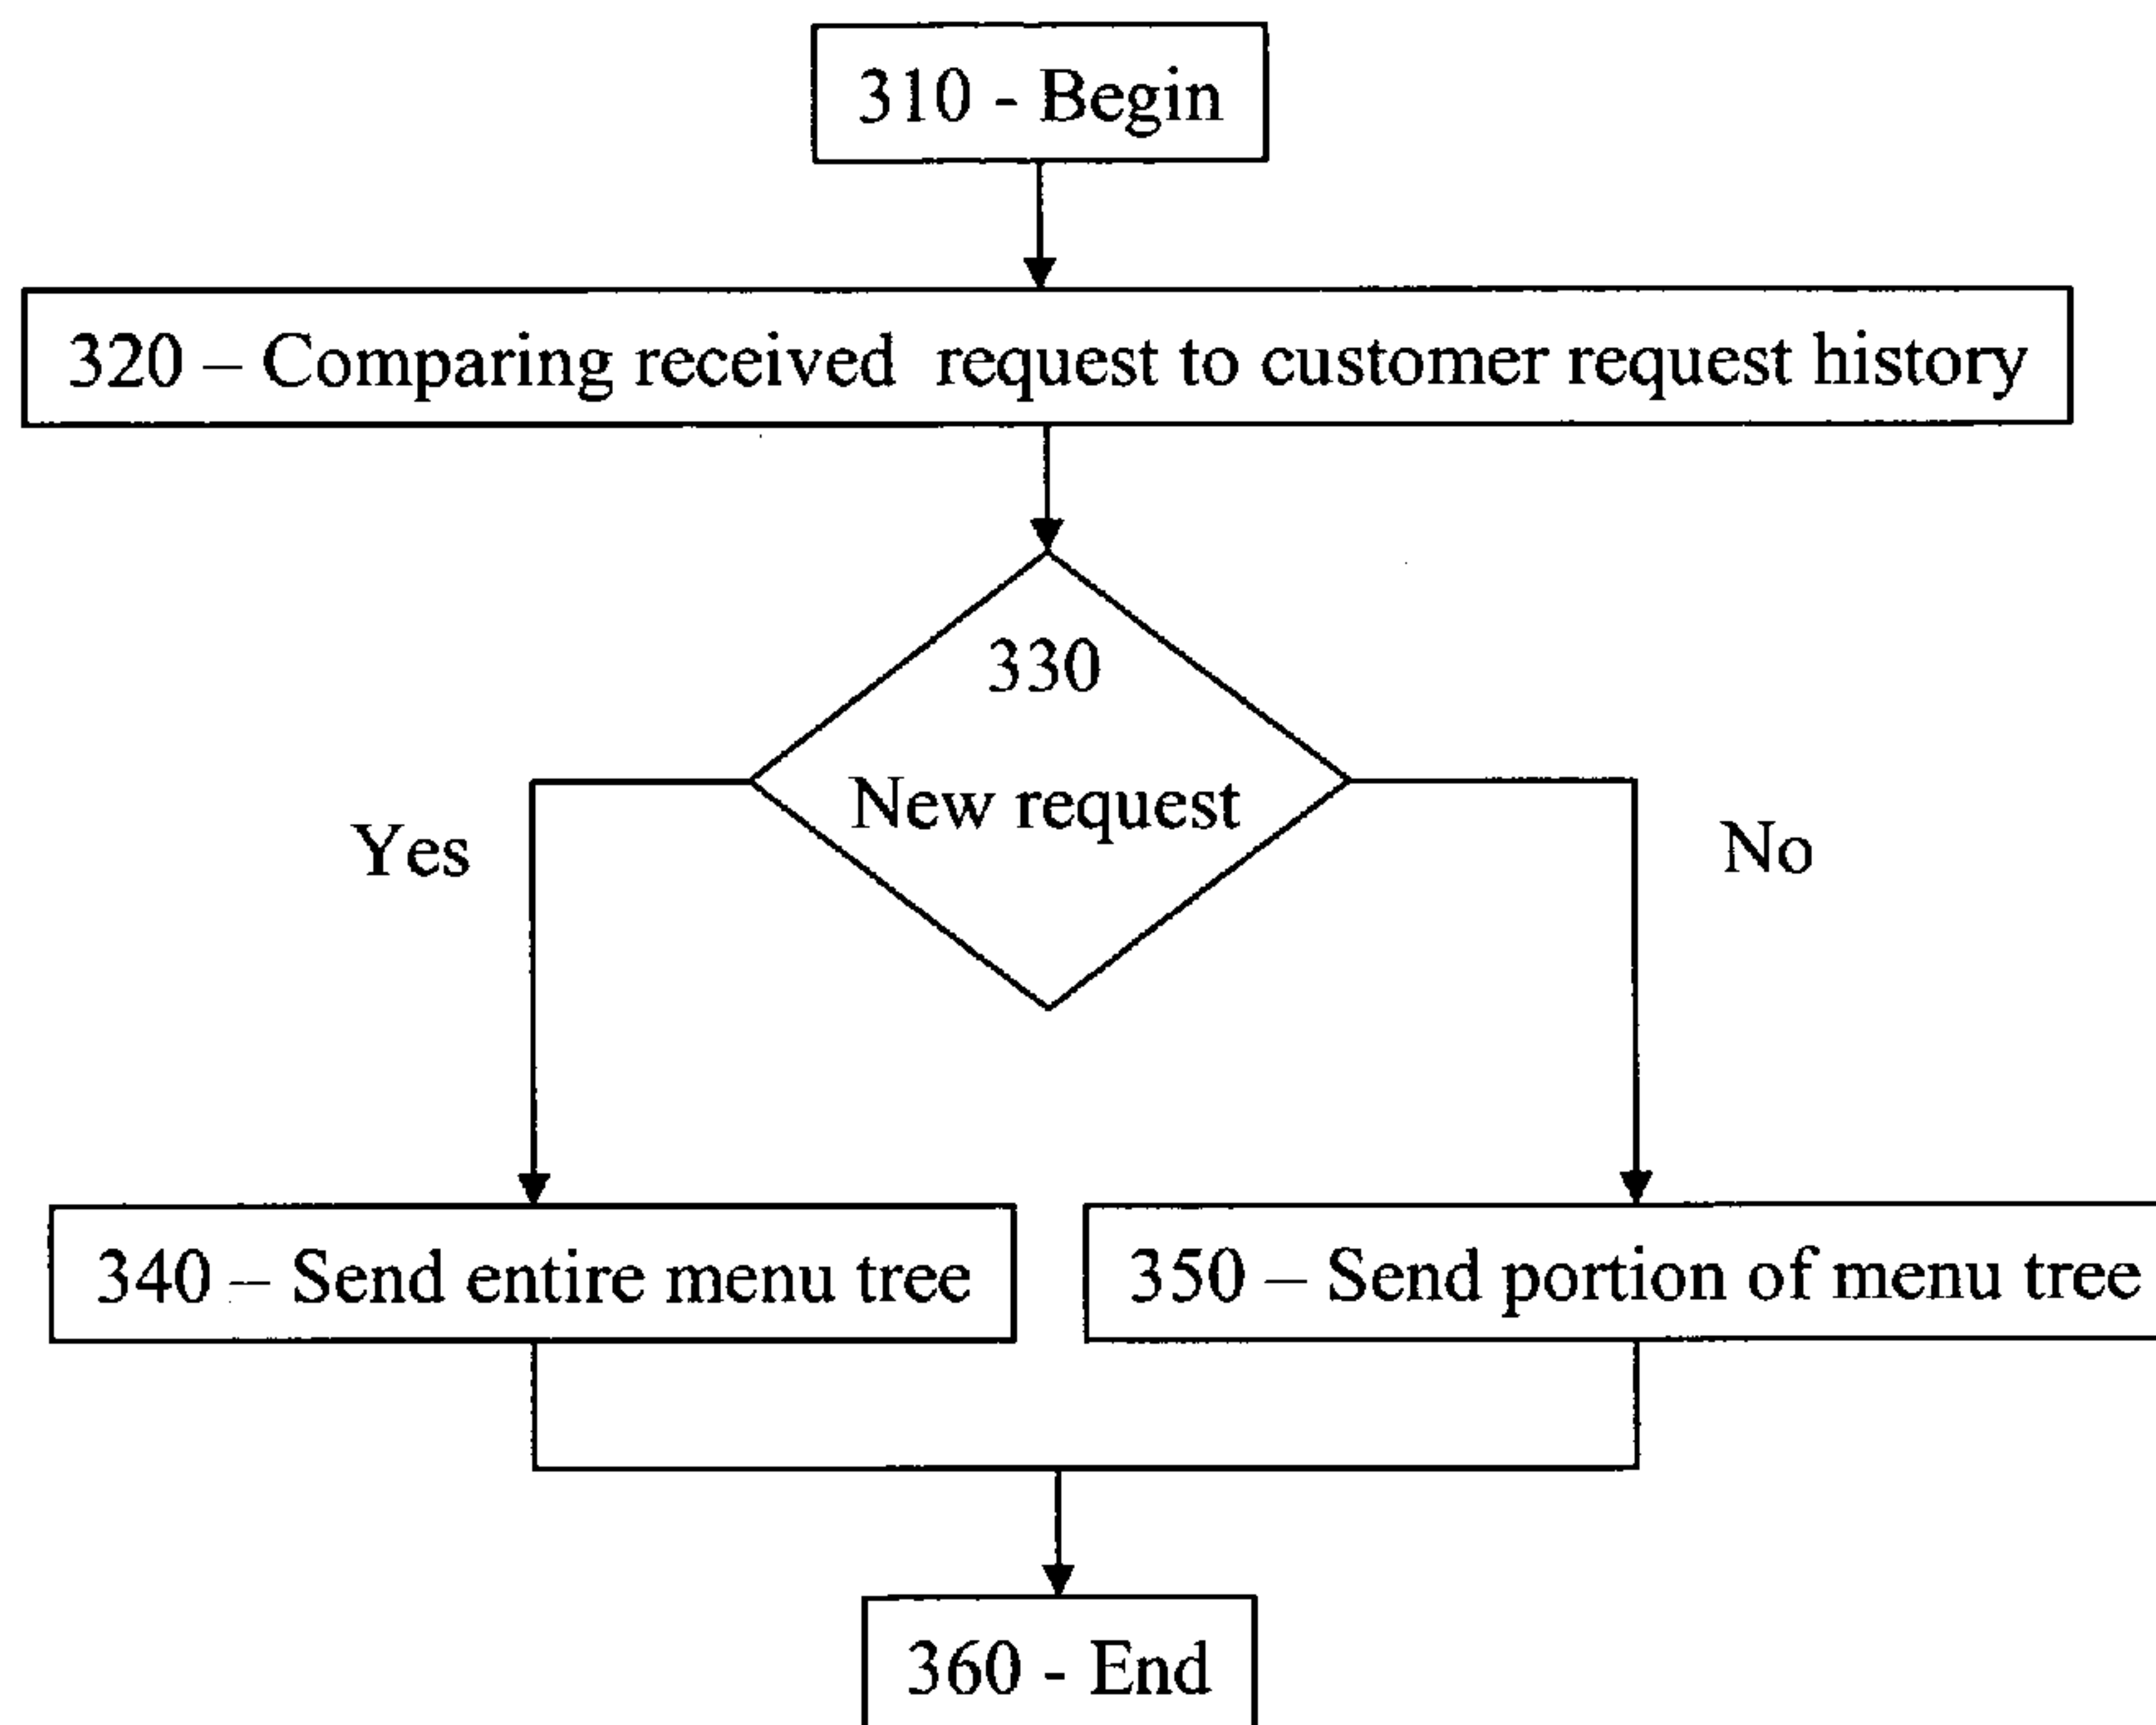 310 - Begin
320 – Comparing received request to customer request history
330
New request
Yes
No
340 – Send entire menu tree
350 – Send portion of menu tree
360 - End